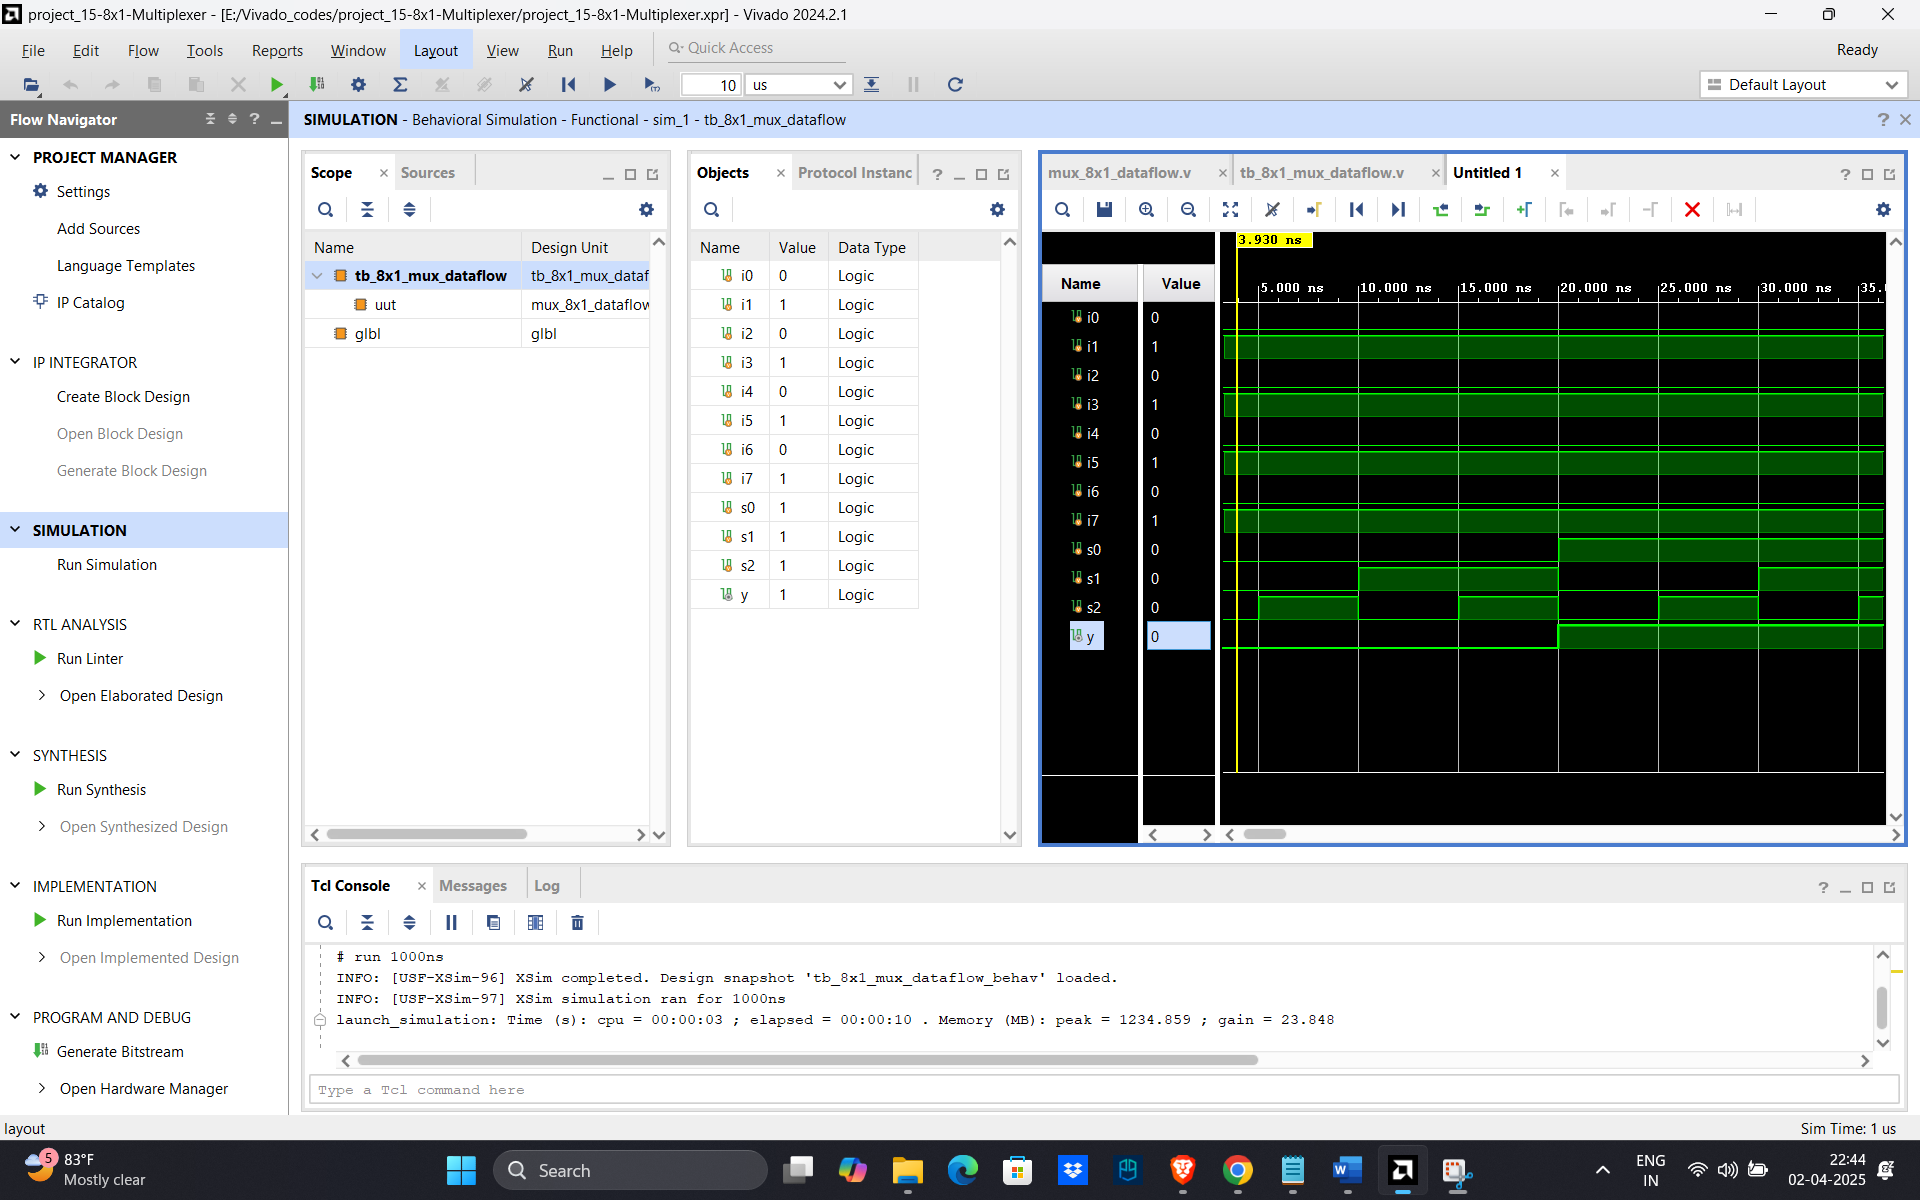 project_15-8x1-Multiplexer - [E:/Vivado_codes/project_15-8x1-Multiplexer/project_15-8x1-Multiplexer.xpr] - Vivado 2024.2.1
File Edit Flow Tools Reports Window Layout View Run Help Quick Access Ready
10 us Default Layout
Flow Navigator
SIMULATION - Behavioral Simulation - Functional - sim_1 - tb_8x1_mux_dataflow
PROJECT MANAGER
Settings
Add Sources
Language Templates
IP Catalog
IP INTEGRATOR
Create Block Design
Open Block Design
Generate Block Design
SIMULATION
Run Simulation
RTL ANALYSIS
Run Linter
Open Elaborated Design
SYNTHESIS
Run Synthesis
Open Synthesized Design
IMPLEMENTATION
Run Implementation
Open Implemented Design
PROGRAM AND DEBUG
Generate Bitstream
Open Hardware Manager
Scope Sources
Name Design Unit
tb_8x1_mux_dataflow tb_8x1_mux_dataf
uut mux_8x1_dataflow
glbl glbl
Objects Protocol Instanc
Name Value Data Type
i0 0 Logic
i1 1 Logic
i2 0 Logic
i3 1 Logic
i4 0 Logic
i5 1 Logic
i6 0 Logic
i7 1 Logic
s0 1 Logic
s1 1 Logic
s2 1 Logic
y 1 Logic
mux_8x1_dataflow.v tb_8x1_mux_dataflow.v Untitled 1
3.930 ns
Name Value 5.000 ns 10.000 ns 15.000 ns 20.000 ns 25.000 ns 30.000 ns 35.
i0 0
i1 1
i2 0
i3 1
i4 0
i5 1
i6 0
i7 1
s0 0
s1 0
s2 0
y 0
Tcl Console Messages Log
# run 1000ns
INFO: [USF-XSim-96] XSim completed. Design snapshot 'tb_8x1_mux_dataflow_behav' loaded.
INFO: [USF-XSim-97] XSim simulation ran for 1000ns
launch_simulation: Time (s): cpu = 00:00:03 ; elapsed = 00:00:10 . Memory (MB): peak = 1234.859 ; gain = 23.848
Type a Tcl command here
layout Sim Time: 1 us
5 83°F
Mostly clear
Search
ENG
IN
22:44
02-04-2025